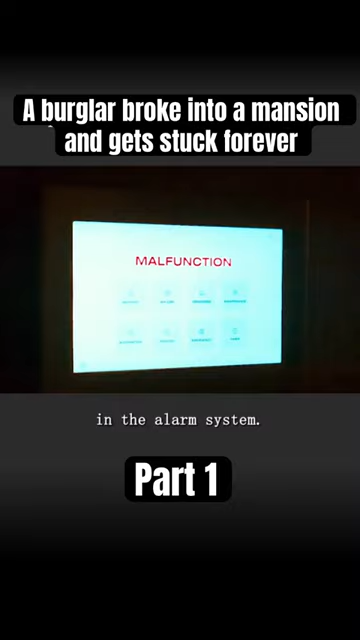 A burglar broke into a mansion
and gets stuck forever
MALFUNCTION
in the alarm system.
Part 1